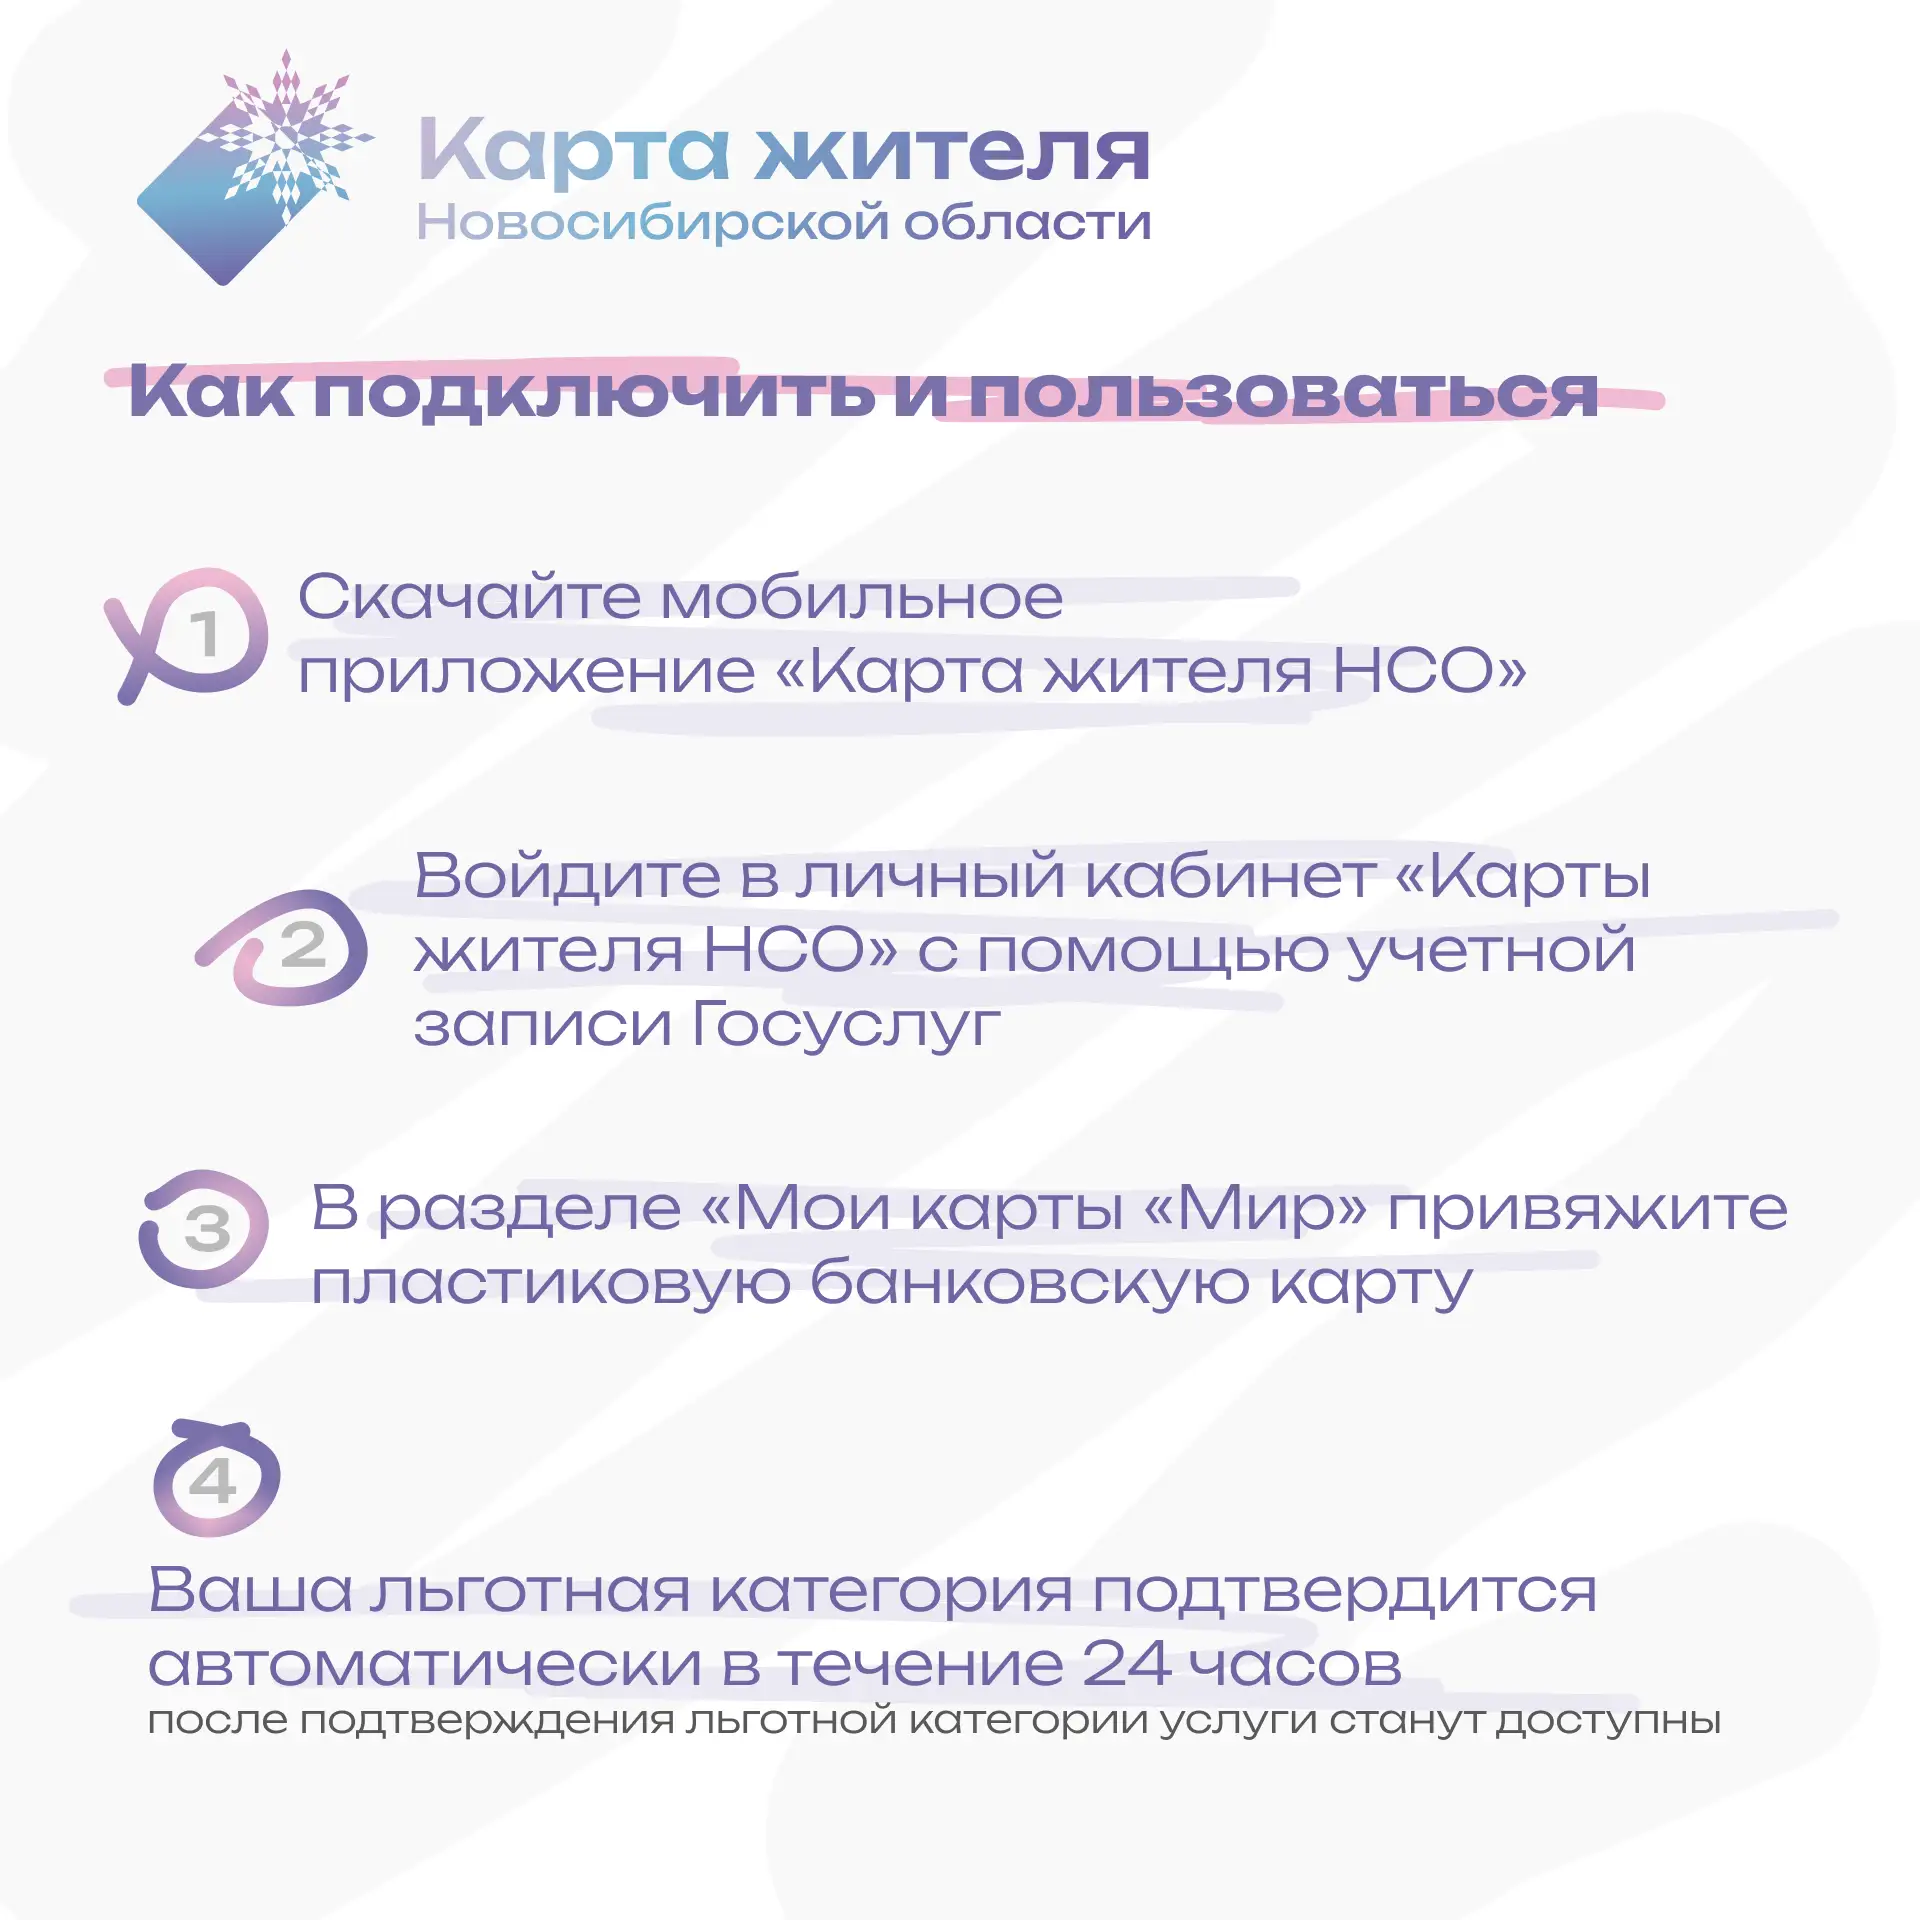 Карта жителя
Новосибирской области
Как подключить и пользоваться
1
Скачайте мобильное
приложение «Карта жителя НСО»
2
Войдите в личный кабинет «Карты
жителя НСО» с помощью учетной
записи Госуслуг
3
В разделе «Мои карты «Мир» привяжите
пластиковую банковскую карту
4
Ваша льготная категория подтвердится
автоматически в течение 24 часов
после подтверждения льготной категории услуги станут доступны